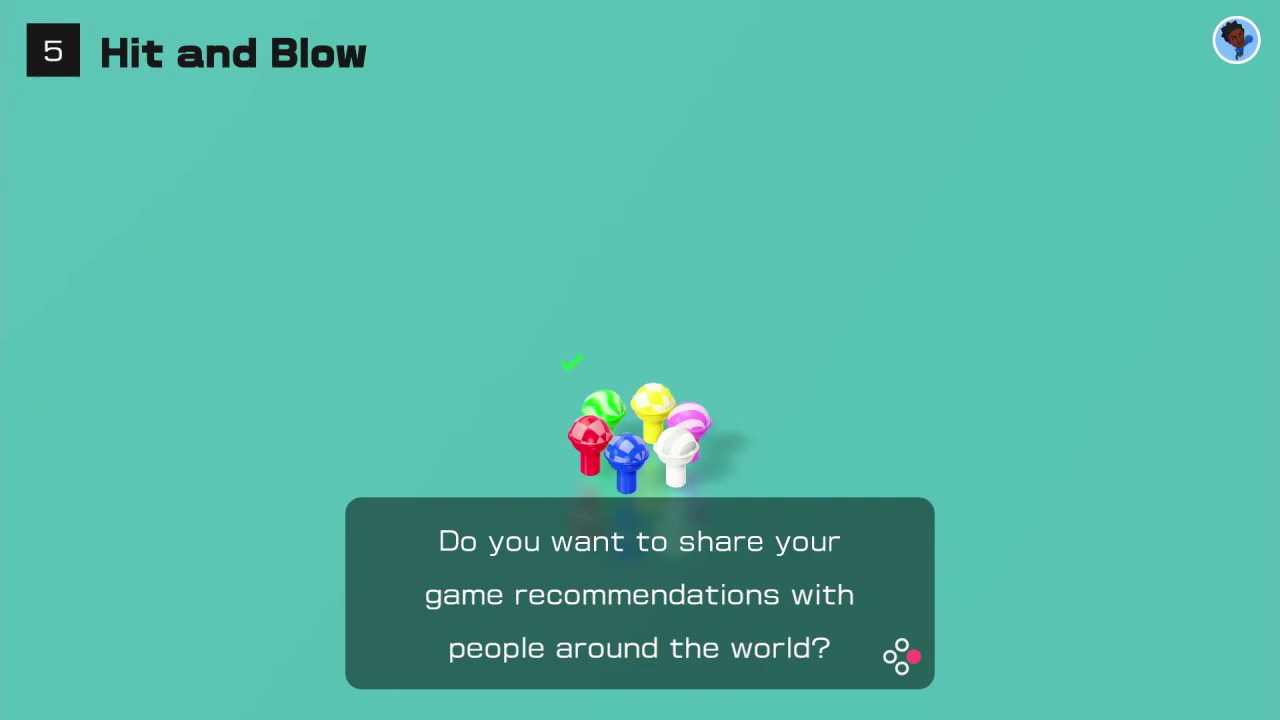 5 Hit and Blow
Do you want to share your
game recommendations with
people around the world?